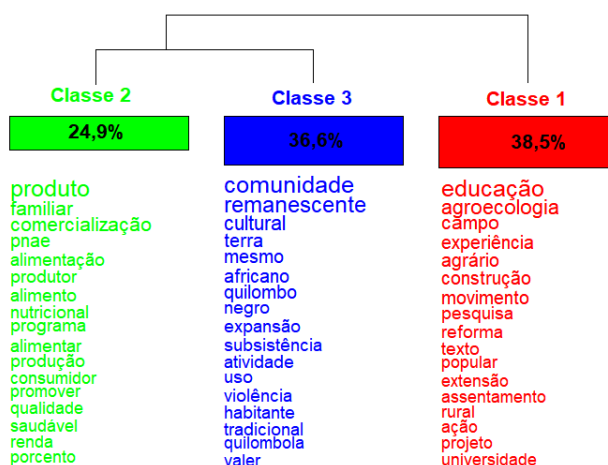 Classe 2
24,9%
produto
familiar
comercialização
pnae
alimentação
produtor
alimento
nutricional
programa
alimentar
produção
consumidor
promover
qualidade
saudável
renda
porcento
Classe 3
36,6%
comunidade
remanescente
cultural
terra
mesmo
africano
quilombo
negro
expansão
subsistência
atividade
uso
violência
habitante
tradicional
quilombola
valer
Classe 1
38,5%
educação
agroecologia
campo
experiência
agrário
construção
movimento
pesquisa
reforma
texto
popular
extensão
assentamento
rural
ação
projeto
universidade